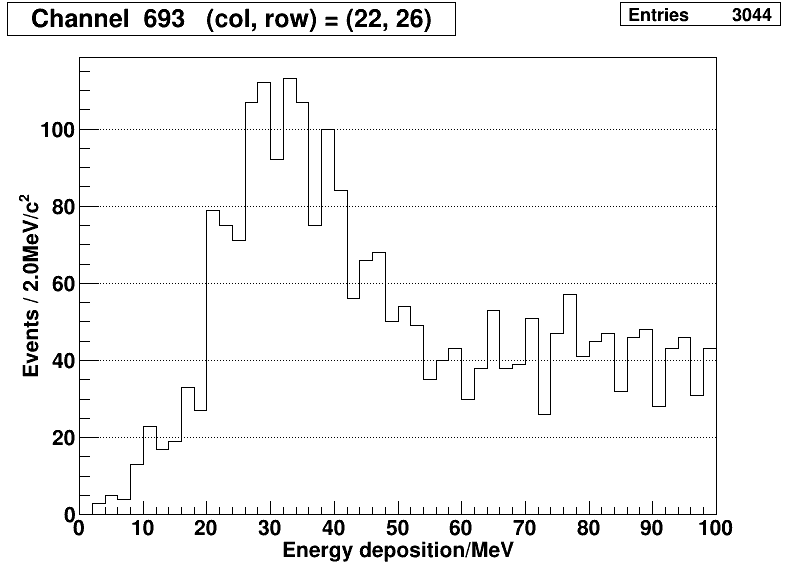 Channel 693 (col, row) = (22, 26)
Entries 3044
Events / 2.0MeV/c²
100
80
60
40
20
0
0 10 20 30 40 50 60 70 80 90 100
Energy deposition/MeV